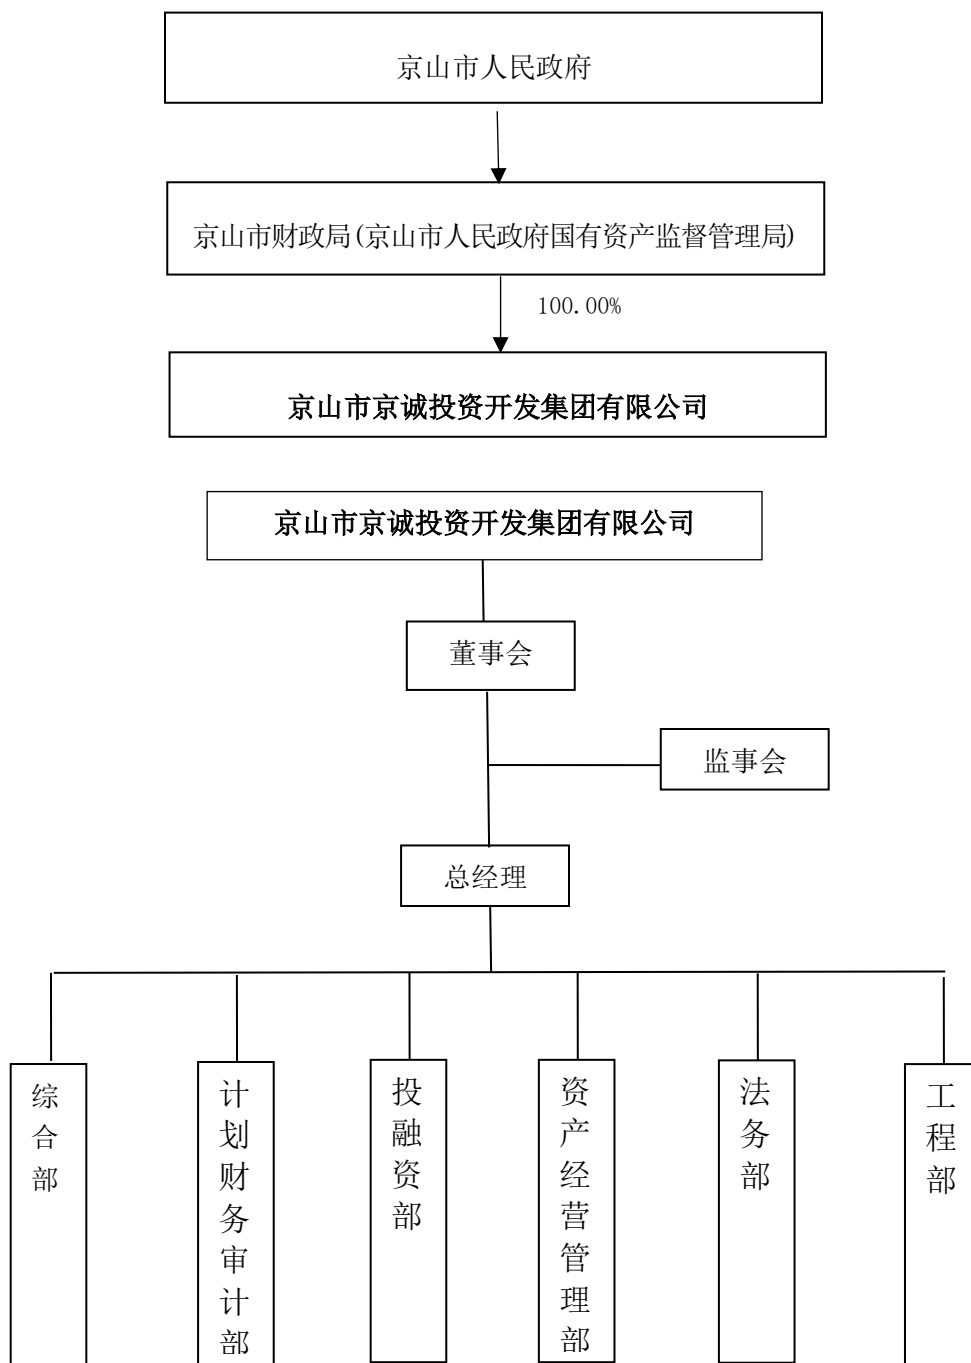 京山市人民政府
京山市财政局(京山市人民政府国有资产监督管理局)
100.00%
京山市京诚投资开发集团有限公司
京山市京诚投资开发集团有限公司
董事会
监事会
总经理
综合部
计划财务审计部
投融资部
资产经营管理部
法务部
工程部